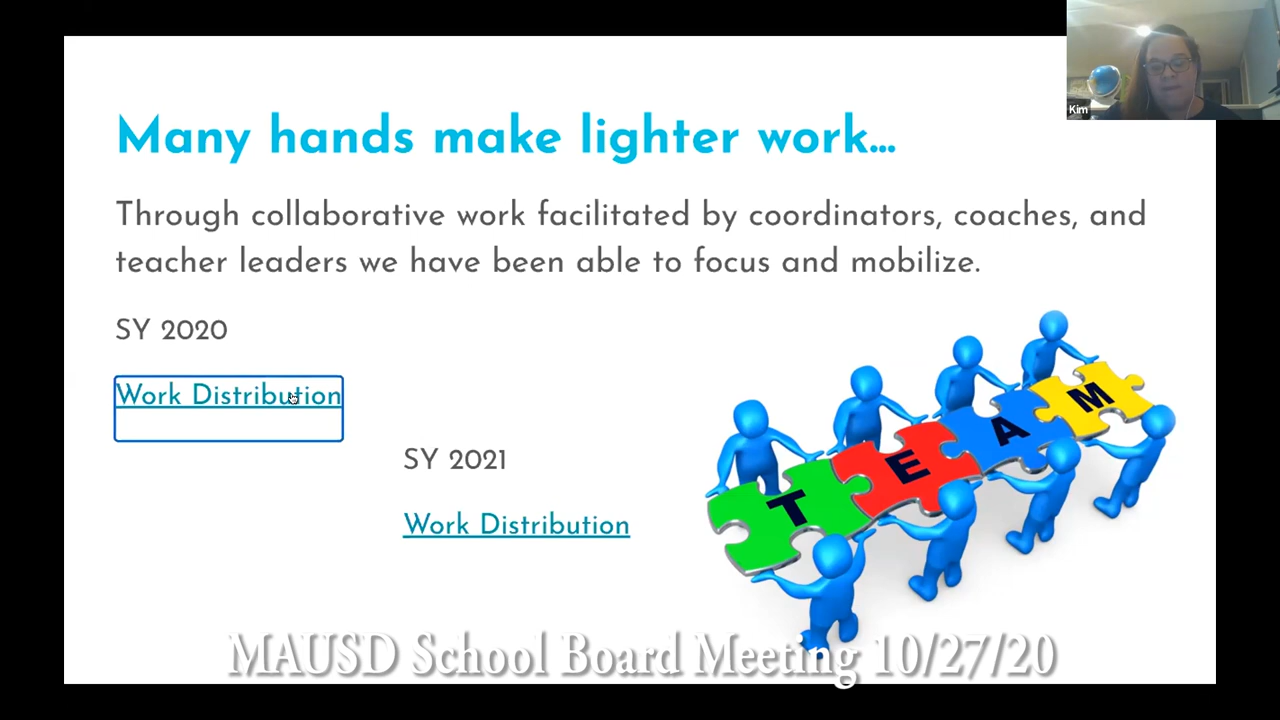 Kim
Many hands make lighter work...
Through collaborative work facilitated by coordinators, coaches, and
teacher leaders we have been able to focus and mobilize.
SY 2020
Work Distribution
SY 2021
Work Distribution
TEAM
MAUSD School Board Meeting 10/27/20